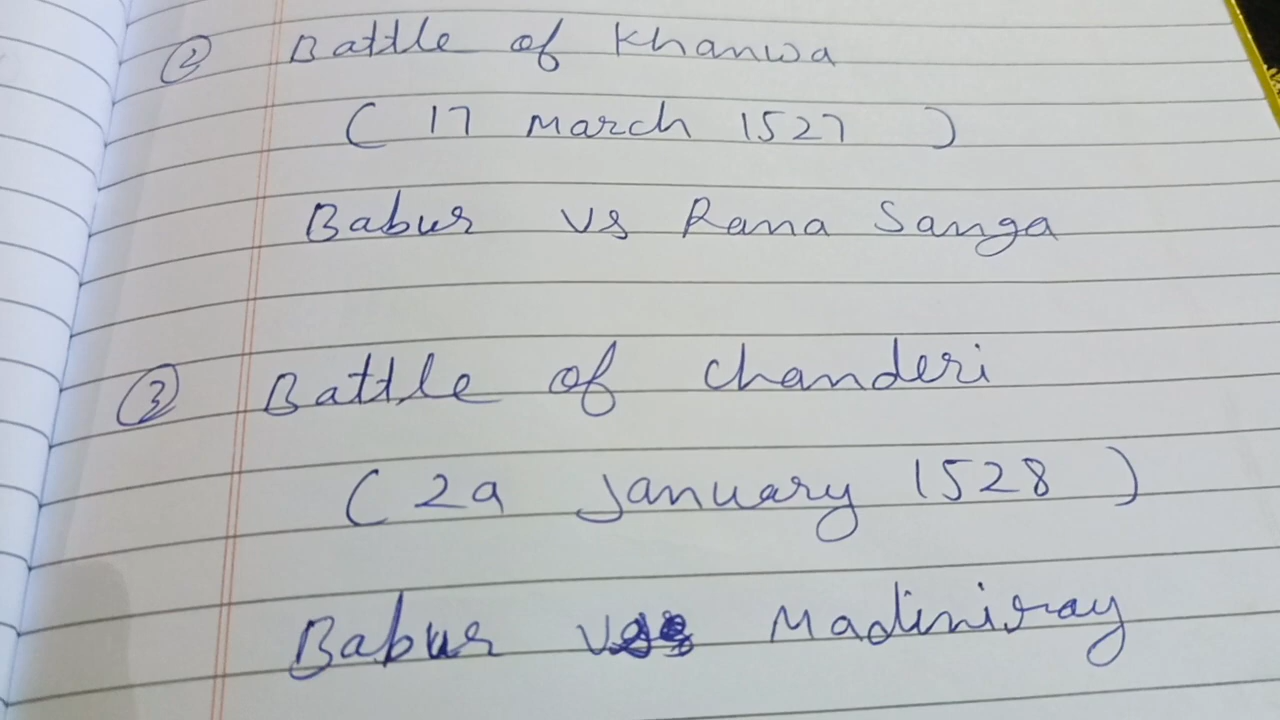 ② Battle of Khanwa
( 17 March 1527 )
Babur vs Rana Sanga
③ Battle of chanderi
( 29 January 1528 )
Babur vs Madiniray